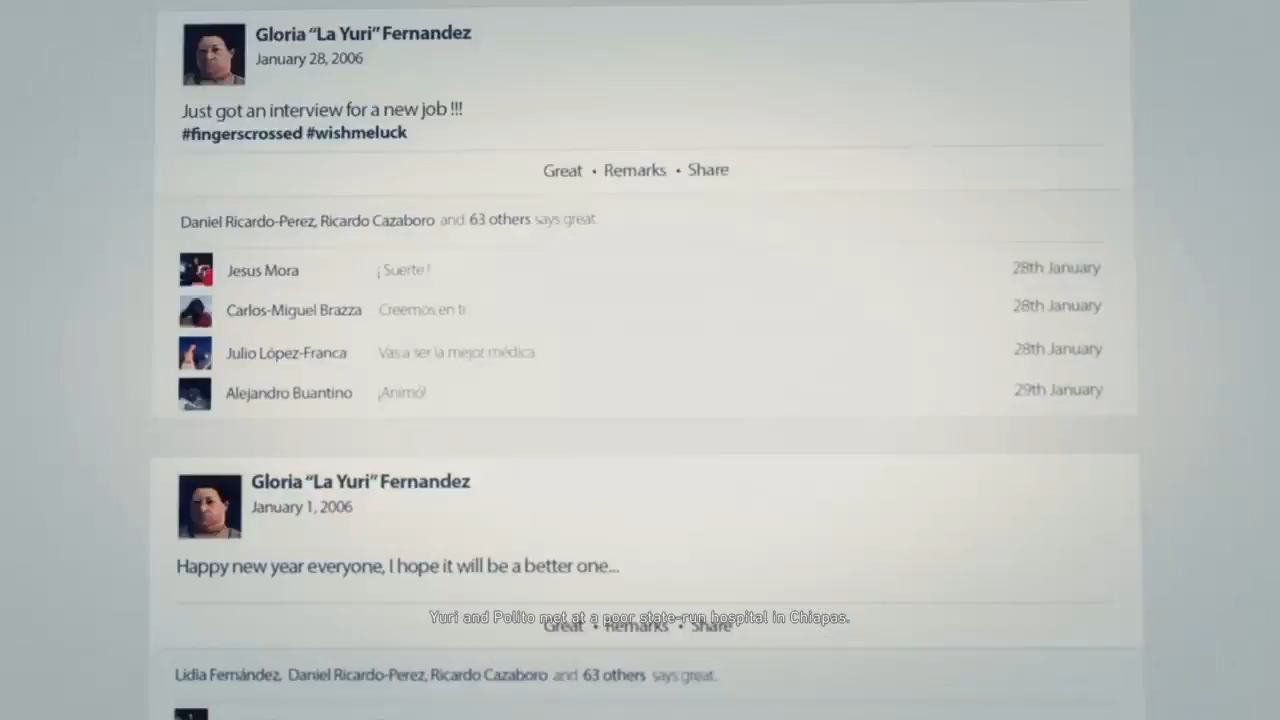 Gloria “La Yuri” Fernandez
January 28, 2006
Just got an interview for a new job !!!
#fingerscrossed #wishmeluck
Great • Remarks • Share
Daniel Ricardo-Perez, Ricardo Cazaboro and 63 others says great.
Jesus Mora ¡ Suerte ! 28th January
Carlos-Miguel Brazza Creemos en ti 28th January
Julio López-Franca Vas a ser la mejor médica 28th January
Alejandro Buantino ¡Animo! 29th January
Gloria “La Yuri” Fernandez
January 1, 2006
Happy new year everyone, I hope it will be a better one...
Yuri and Polito met at a poor state-run hospital in Chiapas.
Great • Remarks • Share
Lidia Fernández, Daniel Ricardo-Perez, Ricardo Cazaboro and 63 others says great.